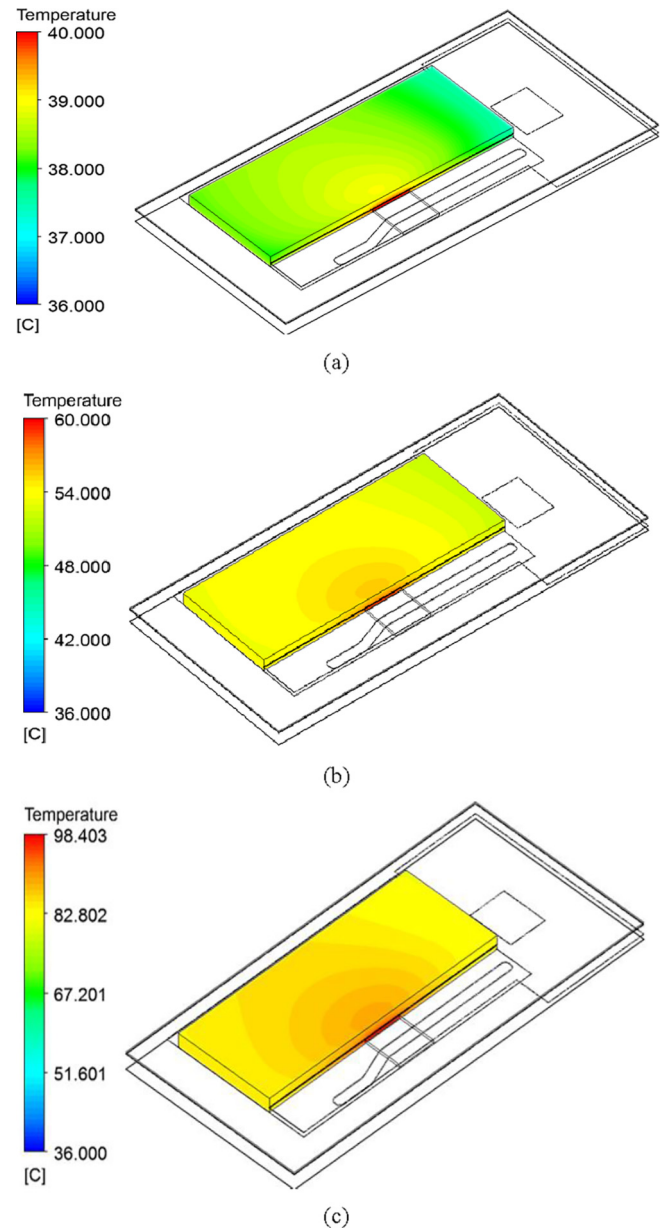 Temperature
40.000
39.000
38.000
37.000
36.000
[C]
(a)
Temperature
60.000
54.000
48.000
42.000
36.000
[C]
(b)
Temperature
98.403
82.802
67.201
51.601
36.000
[C]
(c)